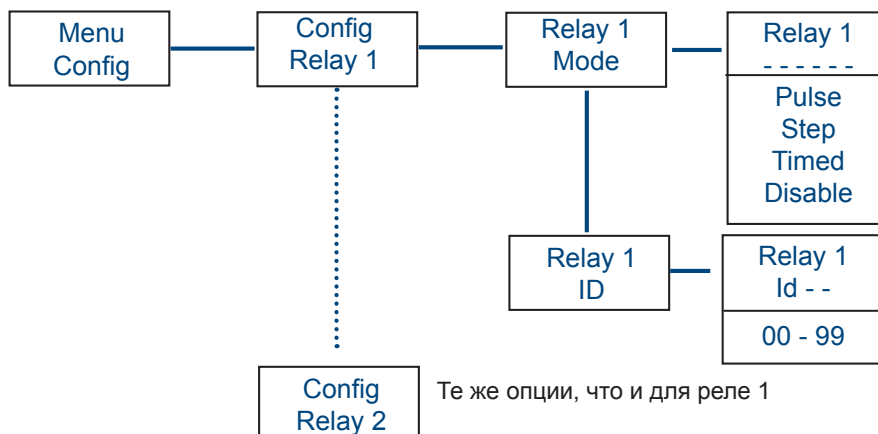 Menu
Config
Config
Relay 1
Relay 1
Mode
Relay 1
- - - - - -
Pulse
Step
Timed
Disable
Relay 1
ID
Relay 1
Id - -
00 - 99
Config
Relay 2
Те же опции, что и для реле 1